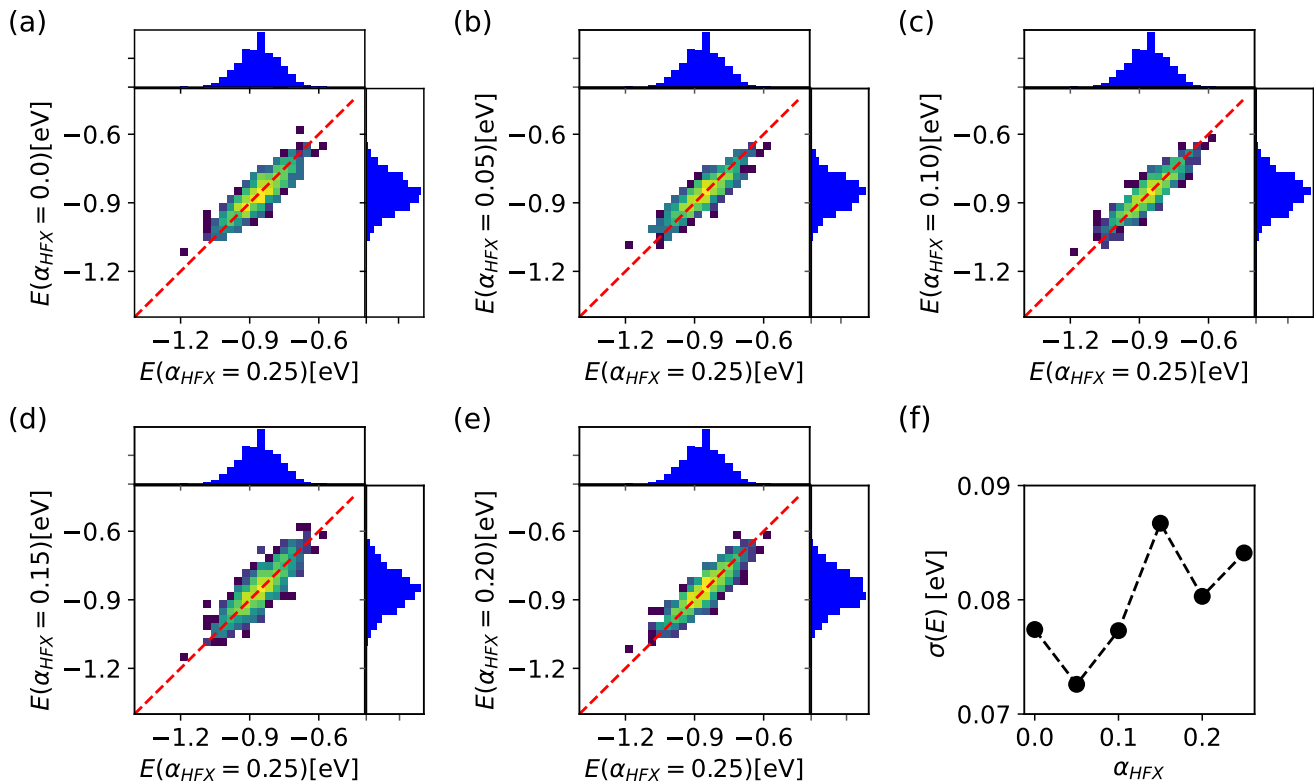 (a)
E(α_HFX = 0.0)[eV]
−0.6
−0.9
−1.2
−1.2 −0.9 −0.6
E(α_HFX = 0.25)[eV]
(b)
E(α_HFX = 0.05)[eV]
−0.6
−0.9
−1.2
−1.2 −0.9 −0.6
E(α_HFX = 0.25)[eV]
(c)
E(α_HFX = 0.10)[eV]
−0.6
−0.9
−1.2
−1.2 −0.9 −0.6
E(α_HFX = 0.25)[eV]
(d)
E(α_HFX = 0.15)[eV]
−0.6
−0.9
−1.2
−1.2 −0.9 −0.6
E(α_HFX = 0.25)[eV]
(e)
E(α_HFX = 0.20)[eV]
−0.6
−0.9
−1.2
−1.2 −0.9 −0.6
E(α_HFX = 0.25)[eV]
(f)
σ(E) [eV]
0.09
0.08
0.07
0.0 0.1 0.2
α_HFX